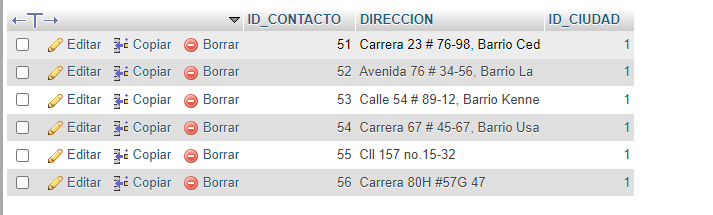 ID_CONTACTO DIRECCION ID_CIUDAD
Editar Copiar Borrar 51 Carrera 23 # 76-98, Barrio Ced 1
Editar Copiar Borrar 52 Avenida 76 # 34-56, Barrio La 1
Editar Copiar Borrar 53 Calle 54 # 89-12, Barrio Kenne 1
Editar Copiar Borrar 54 Carrera 67 # 45-67, Barrio Usa 1
Editar Copiar Borrar 55 Cll 157 no.15-32 1
Editar Copiar Borrar 56 Carrera 80H #57G 47 1